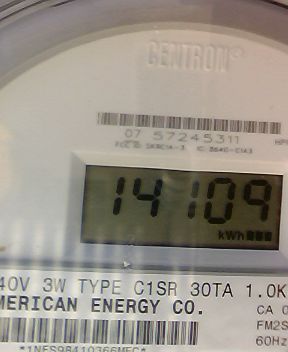 CENTRON®
07 57245311
14109
kWh
40V 3W TYPE C1SR 30TA 1.0K
MERICAN ENERGY CO.
CA 0
FM2S
60Hz